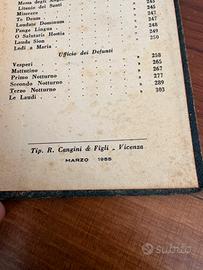 Messa degli
Litanie dei Santi
Miserere
Te Deum
Laudate Dominum
Pange Lingua
O Salutaris Hostia
Lauda Sion
Lodi a Maria
245
247
248
249
249
250
Ufficio dei Defunti
Vesperi
Mattutino
Primo Notturno
Secondo Notturno
Terzo Notturno
Le Laudi
258
265
267
277
289
303
Tip. R. Cangini & Figli - Vicenza
MARZO 1955
subito